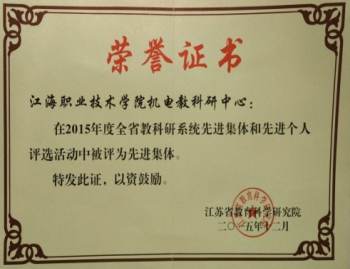 荣誉证书
江海职业技术学院机电教科研中心：
在2015年度全省教科研系统先进集体和先进个人
评选活动中被评为先进集体。
特发此证，以资鼓励。
江苏省教育科学研究院
二〇一五年十二月